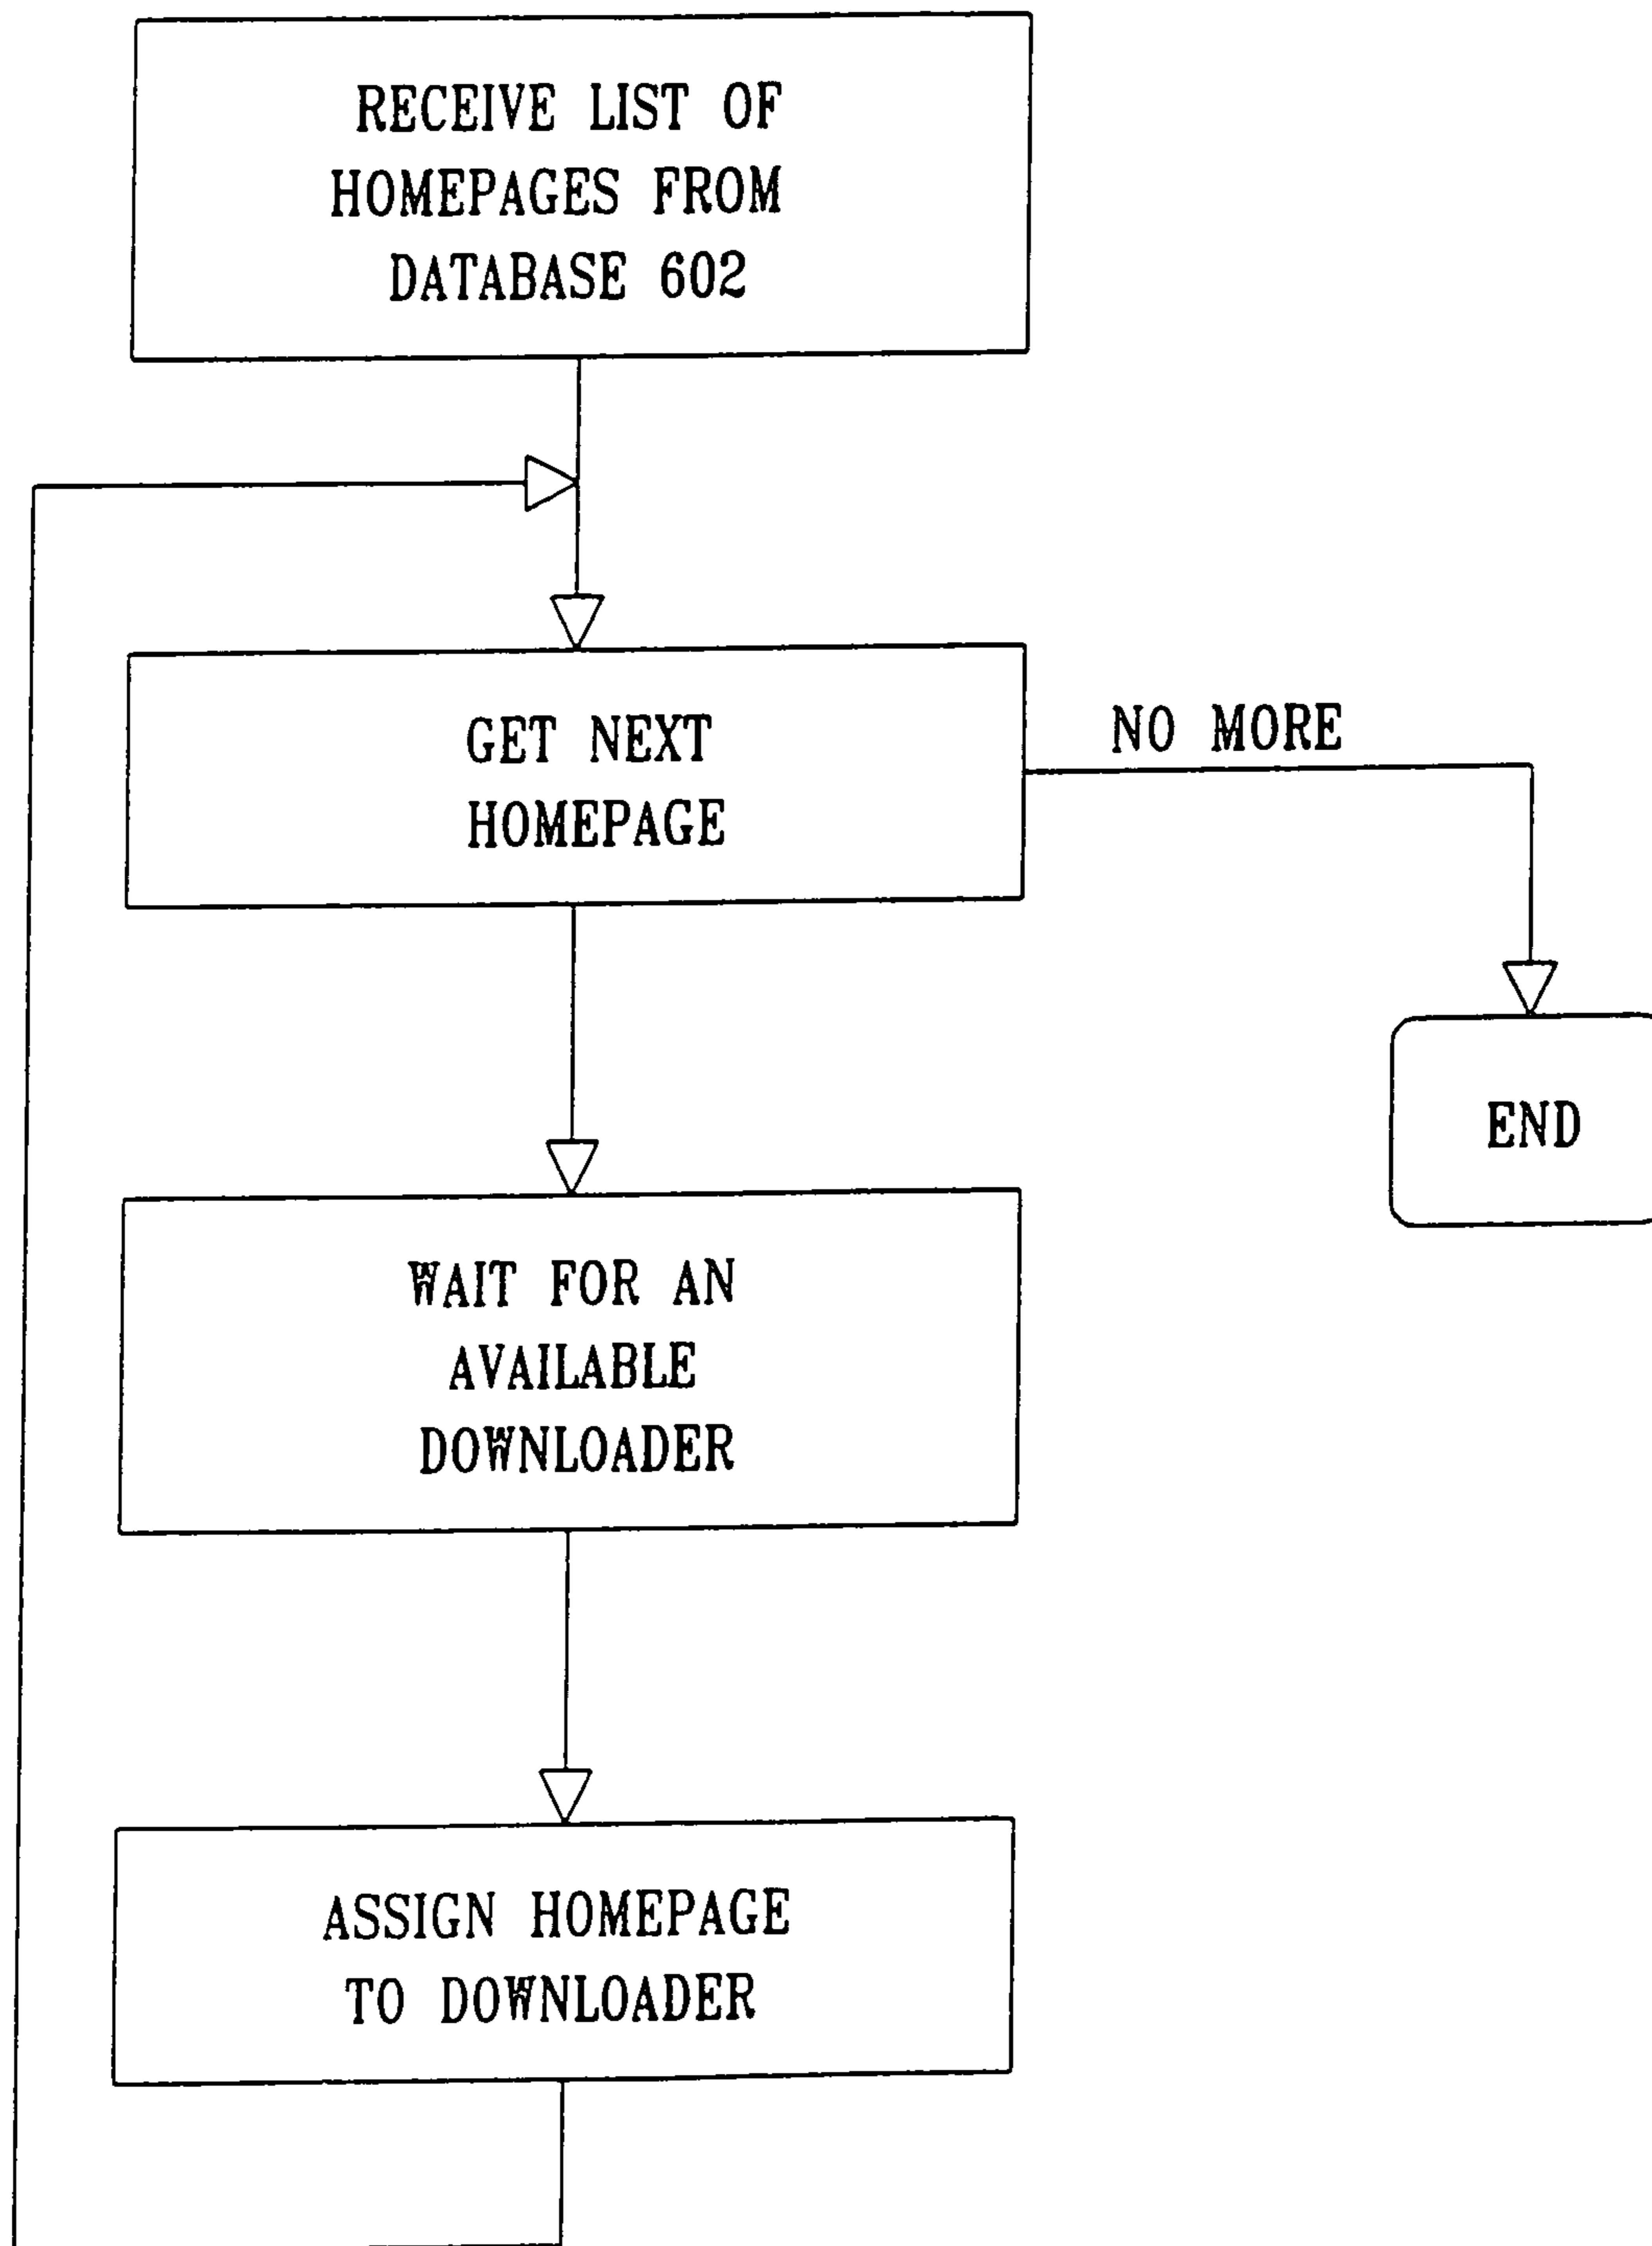 RECEIVE LIST OF
HOMEPAGES FROM
DATABASE 602
GET NEXT
HOMEPAGE
NO MORE
END
WAIT FOR AN
AVAILABLE
DOWNLOADER
ASSIGN HOMEPAGE
TO DOWNLOADER